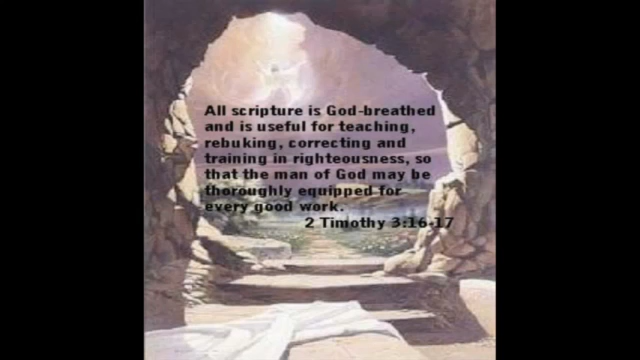 All scripture is God-breathed
and is useful for teaching,
rebuking, correcting and
training in righteousness, so
that the man of God may be
thoroughly equipped for
every good work.
2 Timothy 3:16-17